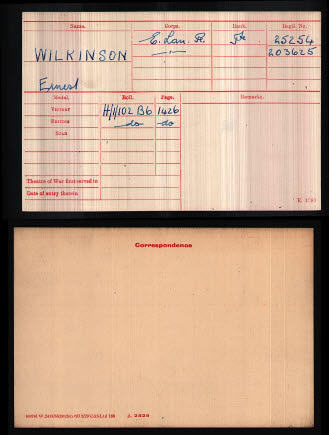 Name. Corps. Rank. Regtl. No.
WILKINSON E. Lan. R. Pte. 25254
—"— 203625
Ernest
Medal. Roll. Page. Remarks.
Victory H/1/102 B6 1426
British do do
Star
Theatre of War first served in
Date of entry therein
K. 1380
Correspondence.